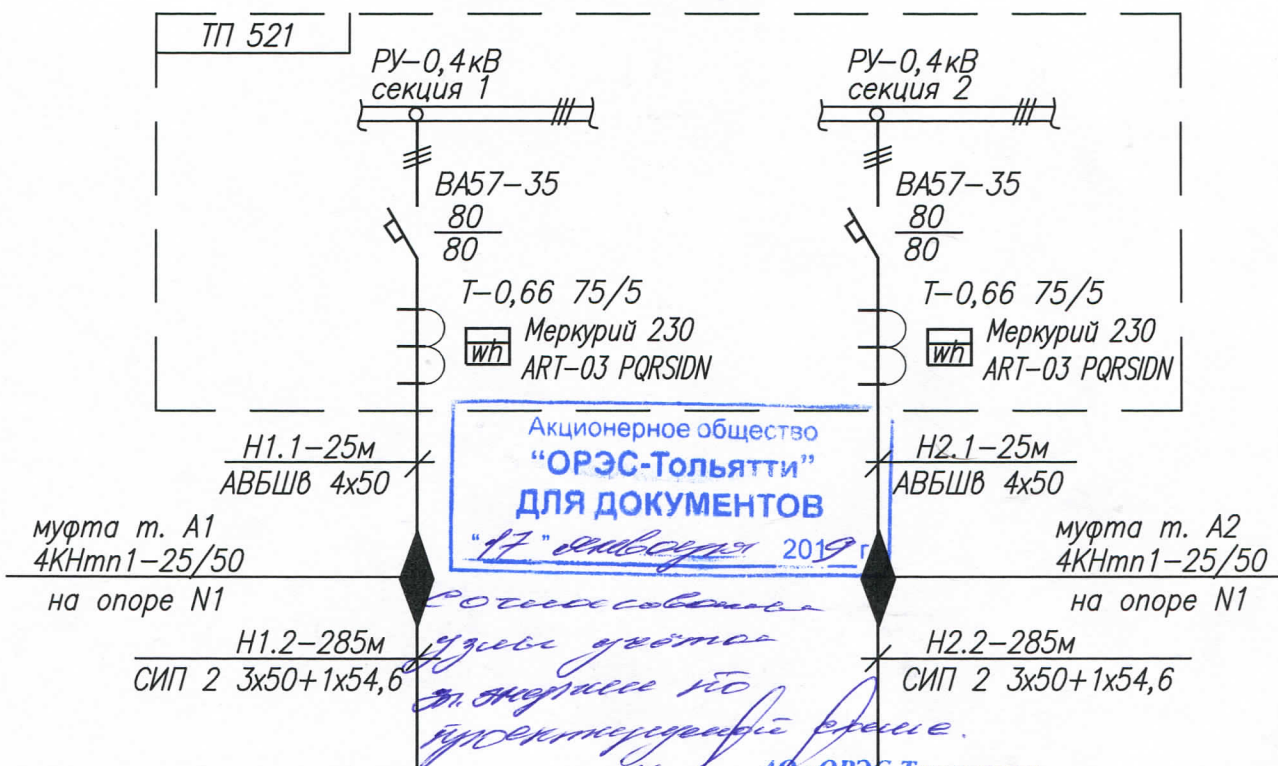 ТП 521
РУ-0,4кВ
секция 1
РУ-0,4кВ
секция 2
ВА57-35
80
80
ВА57-35
80
80
Т-0,66 75/5
Меркурий 230
ART-03 PQRSIDN
wh
Т-0,66 75/5
Меркурий 230
ART-03 PQRSIDN
wh
Акционерное общество
"ОРЭС-Тольятти"
ДЛЯ ДОКУМЕНТОВ
"17" января 2019 г
Н1.1-25м
АВБШв 4х50
Н2.1-25м
АВБШв 4х50
муфта т. А1
4КНтп1-25/50
на опоре N1
муфта т. А2
4КНтп1-25/50
на опоре N1
Согласованы
узлы учёта
эл. энергии по
проектируемой схеме.
Н1.2-285м
СИП 2 3х50+1х54,6
Н2.2-285м
СИП 2 3х50+1х54,6